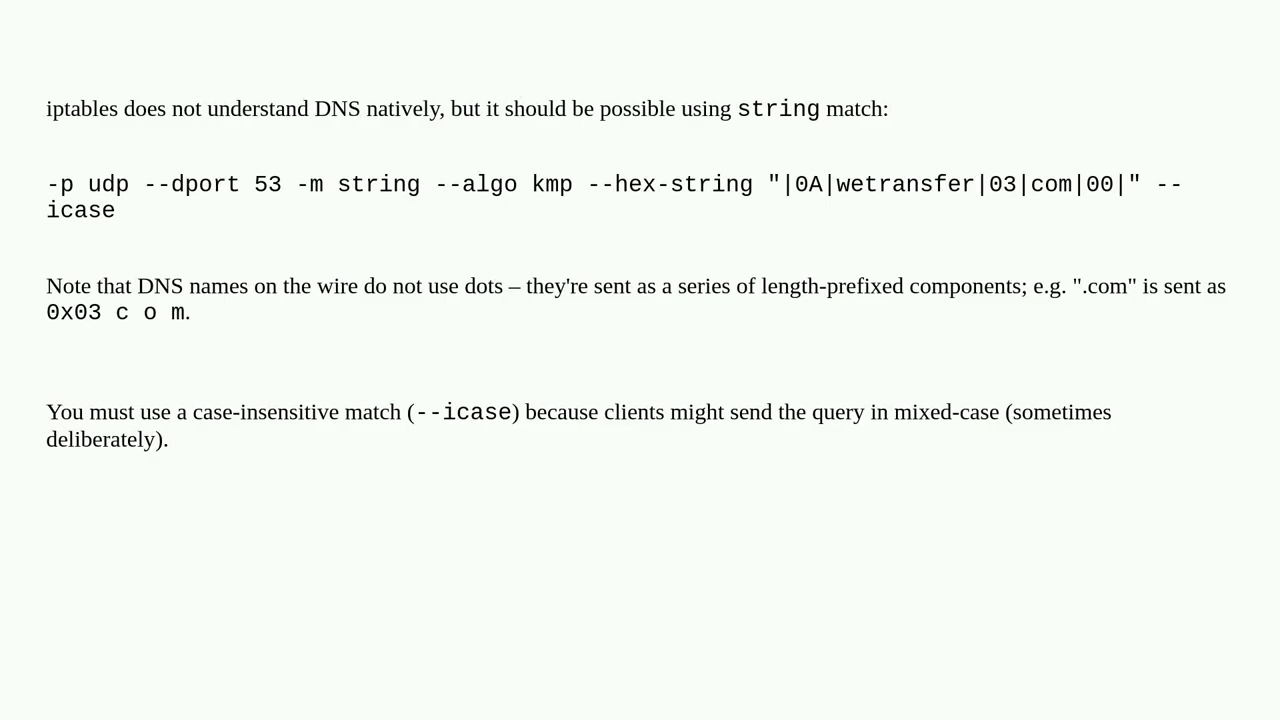 iptables does not understand DNS natively, but it should be possible using string match:
-p udp --dport 53 -m string --algo kmp --hex-string "|0A|wetransfer|03|com|00|" --
icase
Note that DNS names on the wire do not use dots – they're sent as a series of length-prefixed components; e.g. ".com" is sent as
0x03 c o m.
You must use a case-insensitive match (--icase) because clients might send the query in mixed-case (sometimes
deliberately).